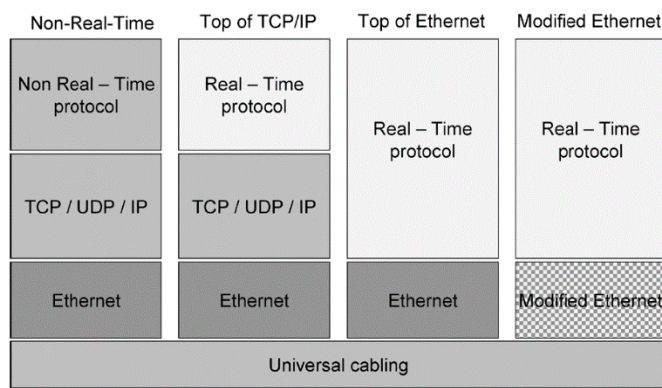 Non-Real-Time
Top of TCP/IP
Top of Ethernet
Modified Ethernet
Non Real – Time
protocol
Real – Time
protocol
Real – Time
protocol
Real – Time
protocol
TCP / UDP / IP
TCP / UDP / IP
Ethernet
Ethernet
Ethernet
Modified Ethernet
Universal cabling